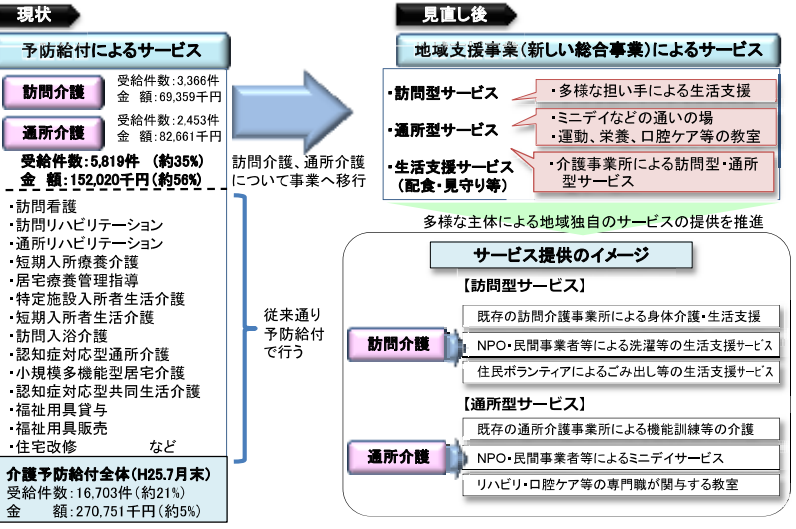 現状
予防給付によるサービス
訪問介護
受給件数:3,366件
金　額:69,359千円
通所介護
受給件数:2,453件
金　額:82,661千円
受給件数:5,819件　(約35%)
金　額:152,020千円(約56%)
・訪問看護
・訪問リハビリテーション
・通所リハビリテーション
・短期入所療養介護
・居宅療養管理指導
・特定施設入所者生活介護
・短期入所者生活介護
・訪問入浴介護
・認知症対応型通所介護
・小規模多機能型居宅介護
・認知症対応型共同生活介護
・福祉用具貸与
・福祉用具販売
・住宅改修　など
介護予防給付全体(H25.7月末)
受給件数:16,703件(約21%)
金　額:270,751千円(約5%)
訪問介護、通所介護
について事業へ移行
従来通り
予防給付
で行う
見直し後
地域支援事業(新しい総合事業)によるサービス
・訪問型サービス
・多様な担い手による生活支援
・通所型サービス
・ミニデイなどの通いの場
・運動、栄養、口腔ケア等の教室
・生活支援サービス
(配食・見守り等)
・介護事業所による訪問型・通所
型サービス
多様な主体による地域独自のサービスの提供を推進
サービス提供のイメージ
【訪問型サービス】
訪問介護
既存の訪問介護事業所による身体介護・生活支援
NPO・民間事業者等による洗濯等の生活支援サービス
住民ボランティアによるごみ出し等の生活支援サービス
【通所型サービス】
通所介護
既存の通所介護事業所による機能訓練等の介護
NPO・民間事業者等によるミニデイサービス
リハビリ・口腔ケア等の専門職が関与する教室